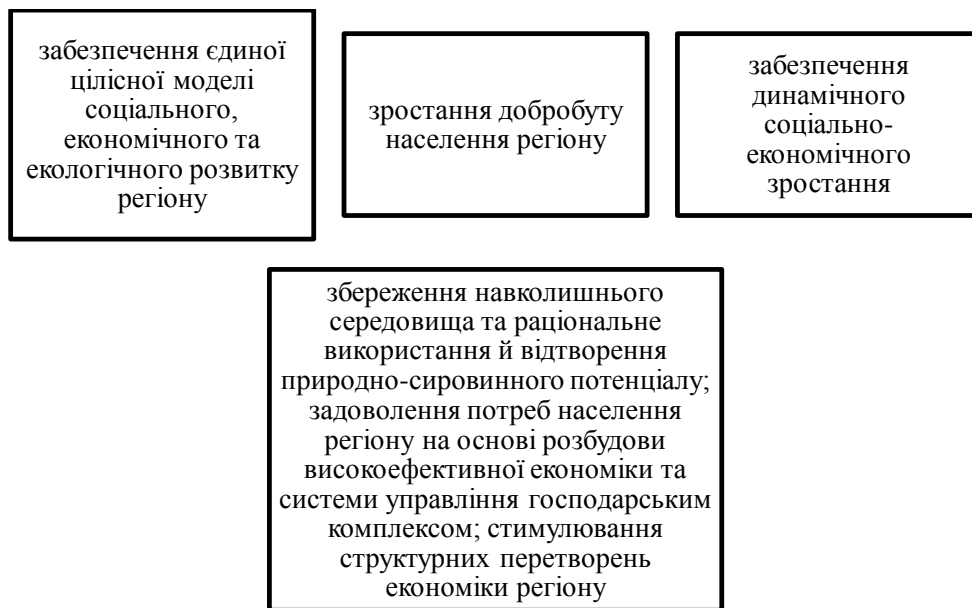 забезпечення єдиної
цілісної моделі
соціального,
економічного та
екологічного розвитку
регіону
зростання добробуту
населення регіону
забезпечення
динамічного
соціально-
економічного
зростання
збереження навколишнього
середовища та раціональне
використання й відтворення
природно-сировинного потенціалу;
задоволення потреб населення
регіону на основі розбудови
високоефективної економіки та
системи управління господарським
комплексом; стимулювання
структурних перетворень
економіки регіону